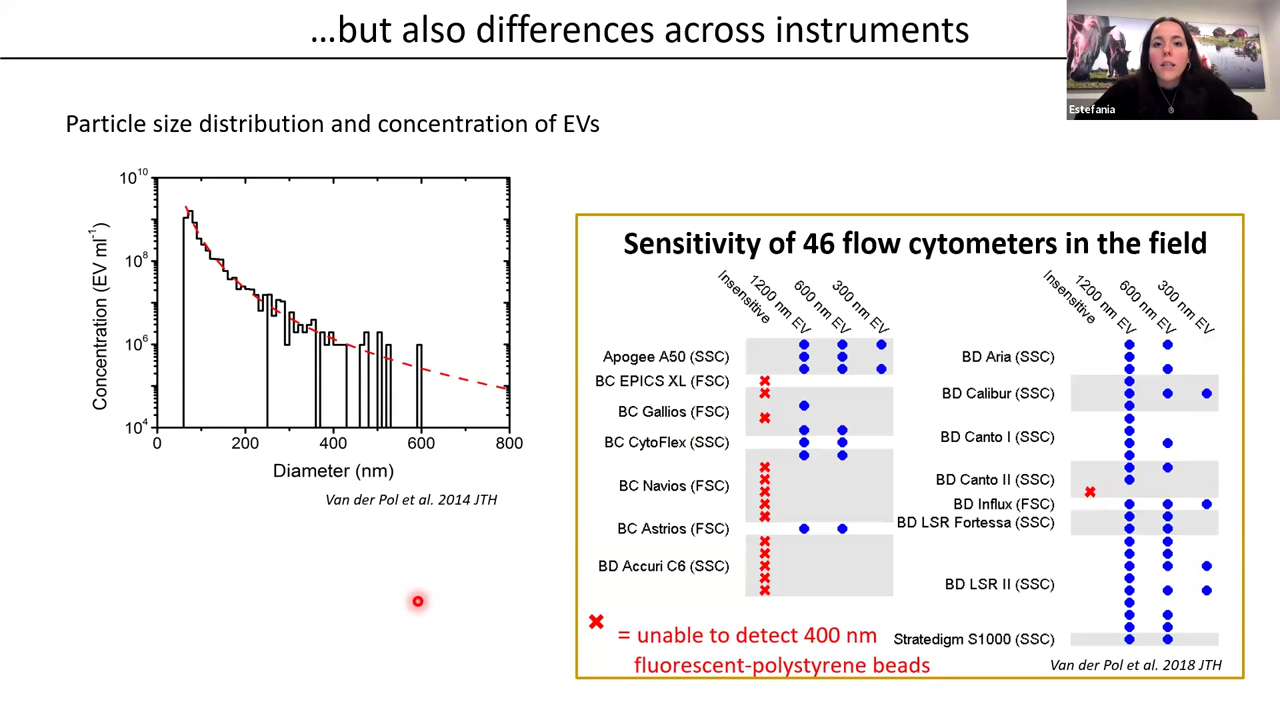 ...but also differences across instruments
Estefania
Particle size distribution and concentration of EVs
10^10
10^8
10^6
10^4
Concentration (EV ml^-1)
0
200
400
600
800
Diameter (nm)
Van der Pol et al. 2014 JTH
Sensitivity of 46 flow cytometers in the field
Insensitive
1200 nm EV
600 nm EV
300 nm EV
Apogee A50 (SSC)
BC EPICS XL (FSC)
BC Gallios (FSC)
BC CytoFlex (SSC)
BC Navios (FSC)
BC Astrios (FSC)
BD Accuri C6 (SSC)
Insensitive
1200 nm EV
600 nm EV
300 nm EV
BD Aria (SSC)
BD Calibur (SSC)
BD Canto I (SSC)
BD Canto II (SSC)
BD Influx (FSC)
BD LSR Fortessa (SSC)
BD LSR II (SSC)
Stratedigm S1000 (SSC)
= unable to detect 400 nm
fluorescent-polystyrene beads
Van der Pol et al. 2018 JTH